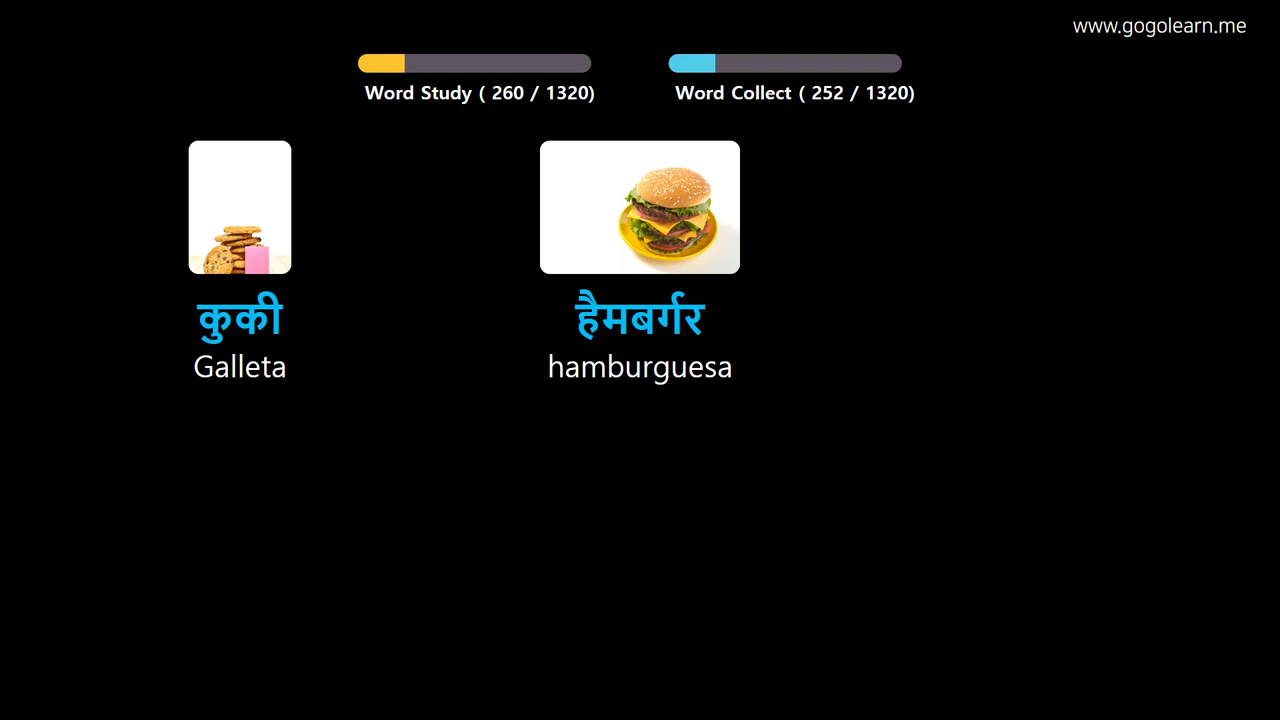 www.gogolearn.me
Word Study ( 260 / 1320)
Word Collect ( 252 / 1320)
कुकी
Galleta
हैमबर्गर
hamburguesa